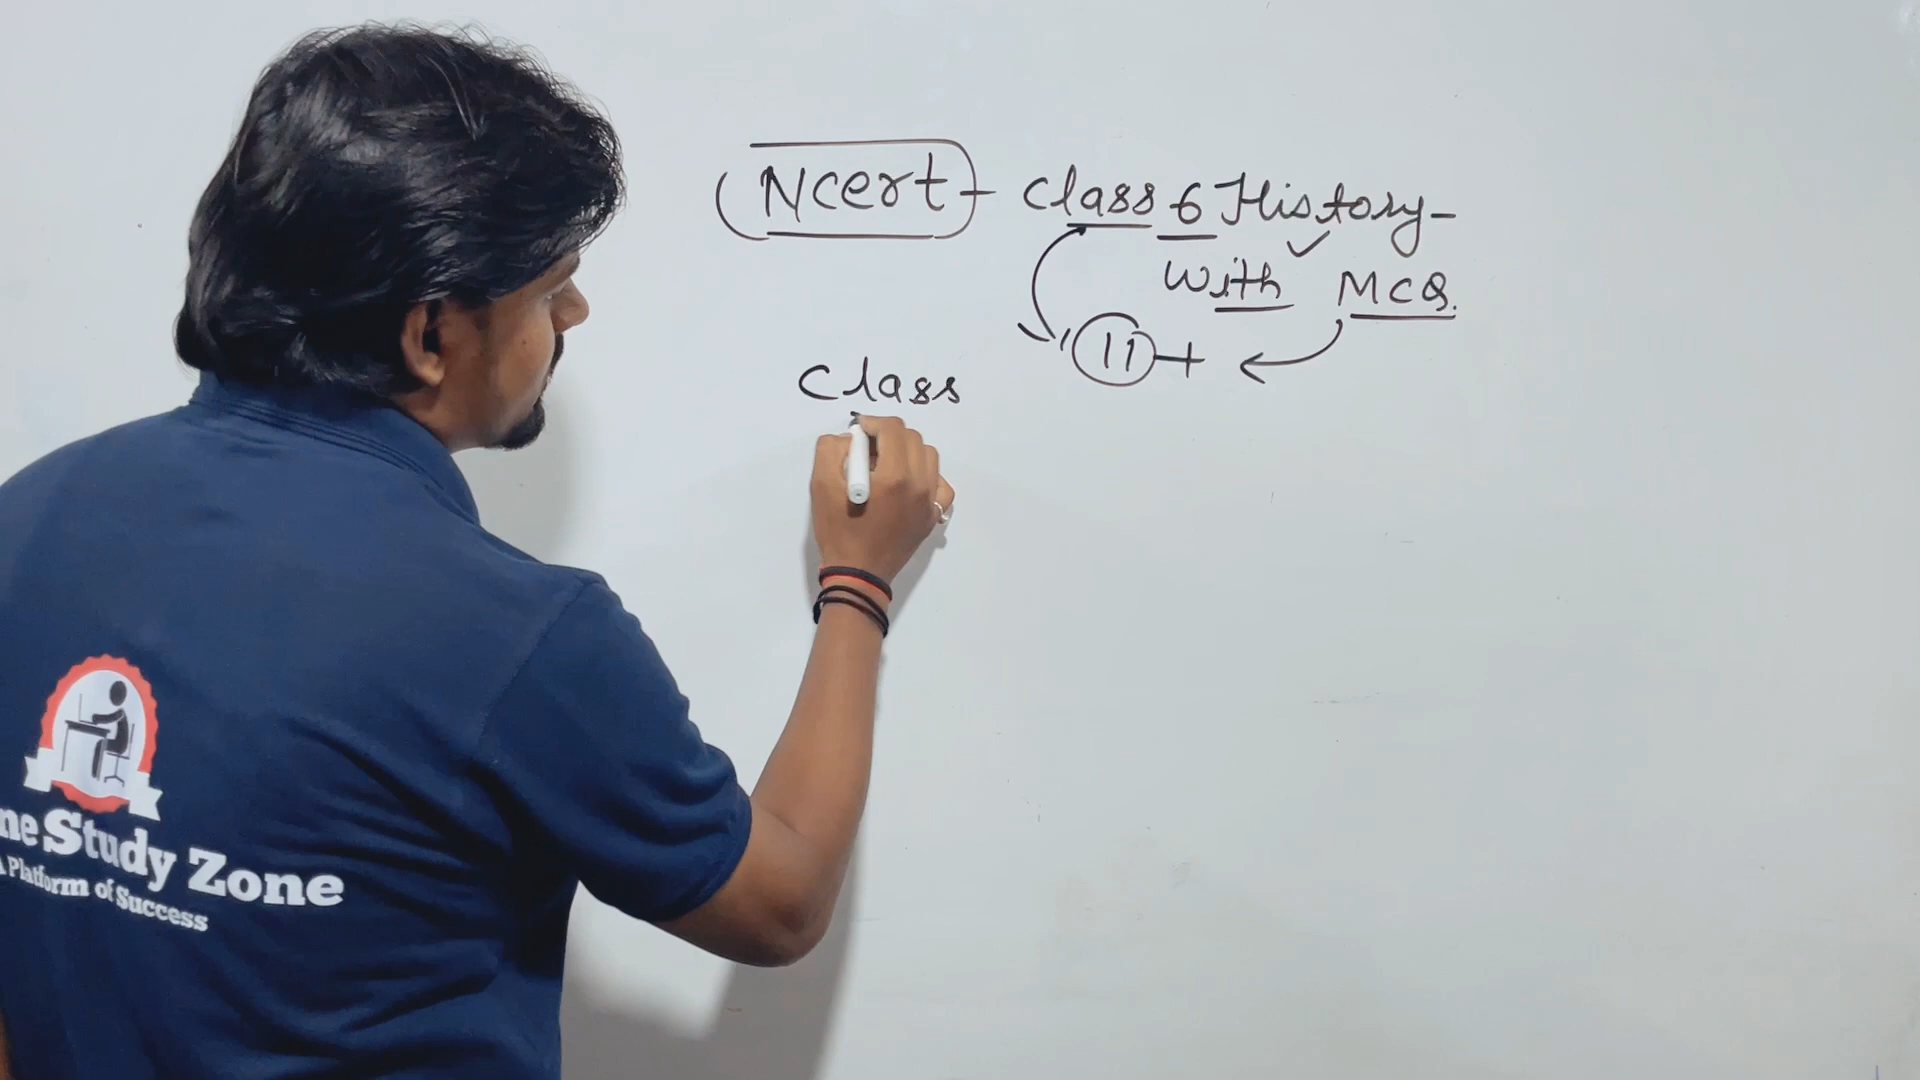 Ncert - Class 6 History -
With MCQ.
11 +
Class
Study Zone
A Platform of Success